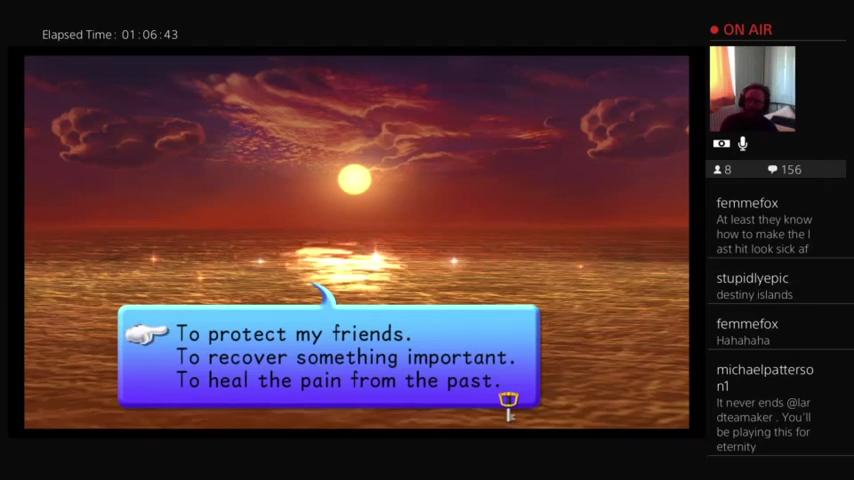 Elapsed Time: 01:06:43
ON AIR
8
156
To protect my friends.
To recover something important.
To heal the pain from the past.
femmefox
At least they know
how to make the l
ast hit look sick af
stupidlyepic
destiny islands
femmefox
Hahahaha
michaelpatterso
n1
It never ends @lar
dteamaker . You'll
be playing this for
eternity